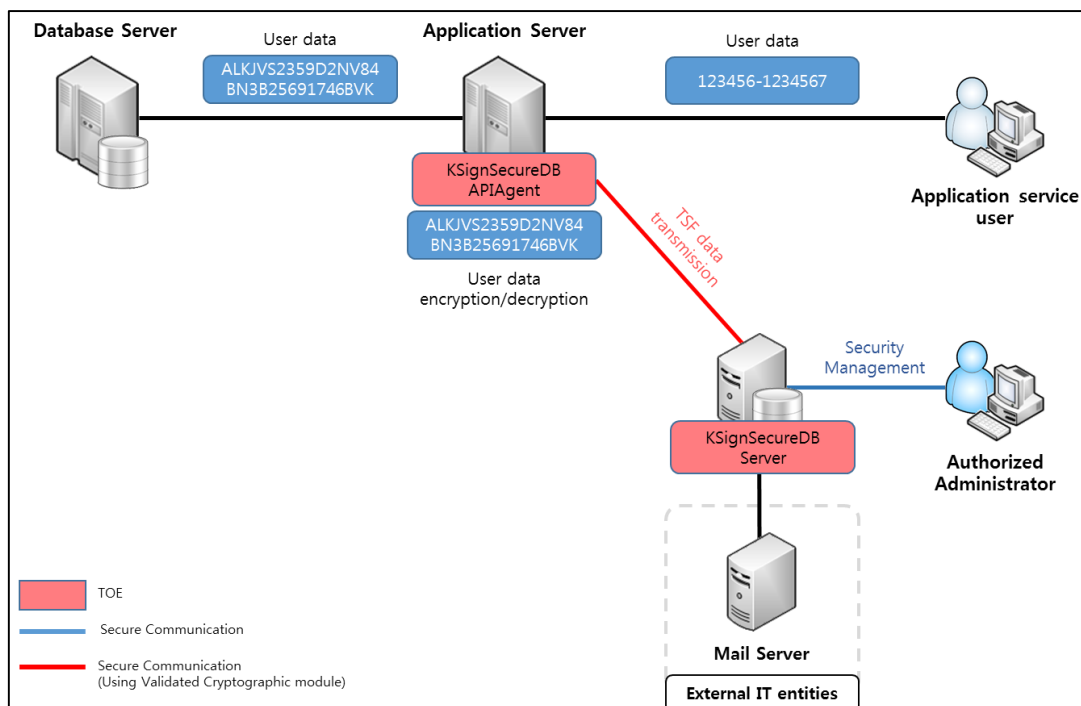 Database Server
User data
ALKJVS2359D2NV84
BN3B25691746BVK
Application Server
User data
123456-1234567
KSignSecureDB
APIAgent
ALKJVS2359D2NV84
BN3B25691746BVK
User data
encryption/decryption
TSF data
transmission
Application service
user
Security
Management
KSignSecureDB
Server
Authorized
Administrator
Mail Server
External IT entities
TOE
Secure Communication
Secure Communication
(Using Validated Cryptographic module)